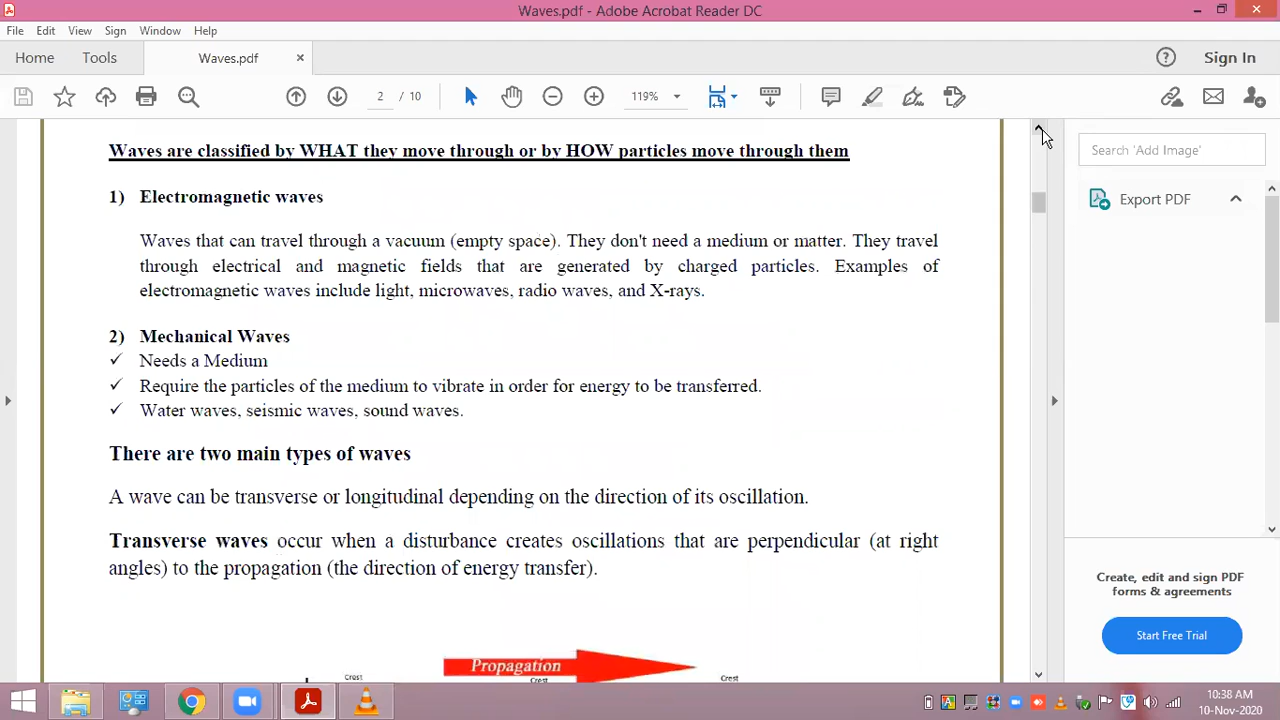 Waves.pdf - Adobe Acrobat Reader DC
File Edit View Sign Window Help
Home Tools Waves.pdf Sign In
2 / 10 119%
Waves are classified by WHAT they move through or by HOW particles move through them
1) Electromagnetic waves
Waves that can travel through a vacuum (empty space). They don't need a medium or matter. They travel
through electrical and magnetic fields that are generated by charged particles. Examples of
electromagnetic waves include light, microwaves, radio waves, and X-rays.
2) Mechanical Waves
✓ Needs a Medium
✓ Require the particles of the medium to vibrate in order for energy to be transferred.
✓ Water waves, seismic waves, sound waves.
There are two main types of waves
A wave can be transverse or longitudinal depending on the direction of its oscillation.
Transverse waves occur when a disturbance creates oscillations that are perpendicular (at right
angles) to the propagation (the direction of energy transfer).
Propagation
Crest Crest Crest
Search 'Add Image'
Export PDF
Create, edit and sign PDF
forms & agreements
Start Free Trial
10:38 AM
10-Nov-2020